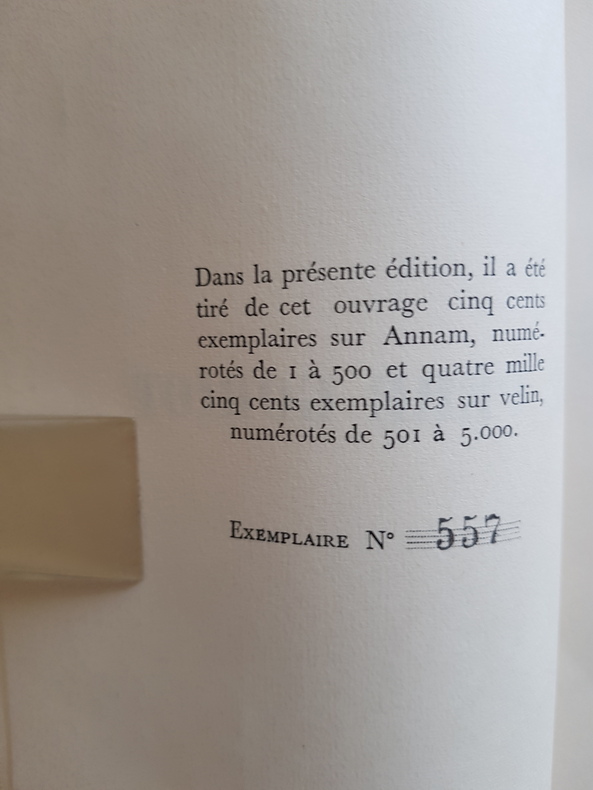 Dans la présente édition, il a été
tiré de cet ouvrage cinq cents
exemplaires sur Annam, numé-
rotés de 1 à 500 et quatre mille
cinq cents exemplaires sur velin,
numérotés de 501 à 5.000.
EXEMPLAIRE N° 557